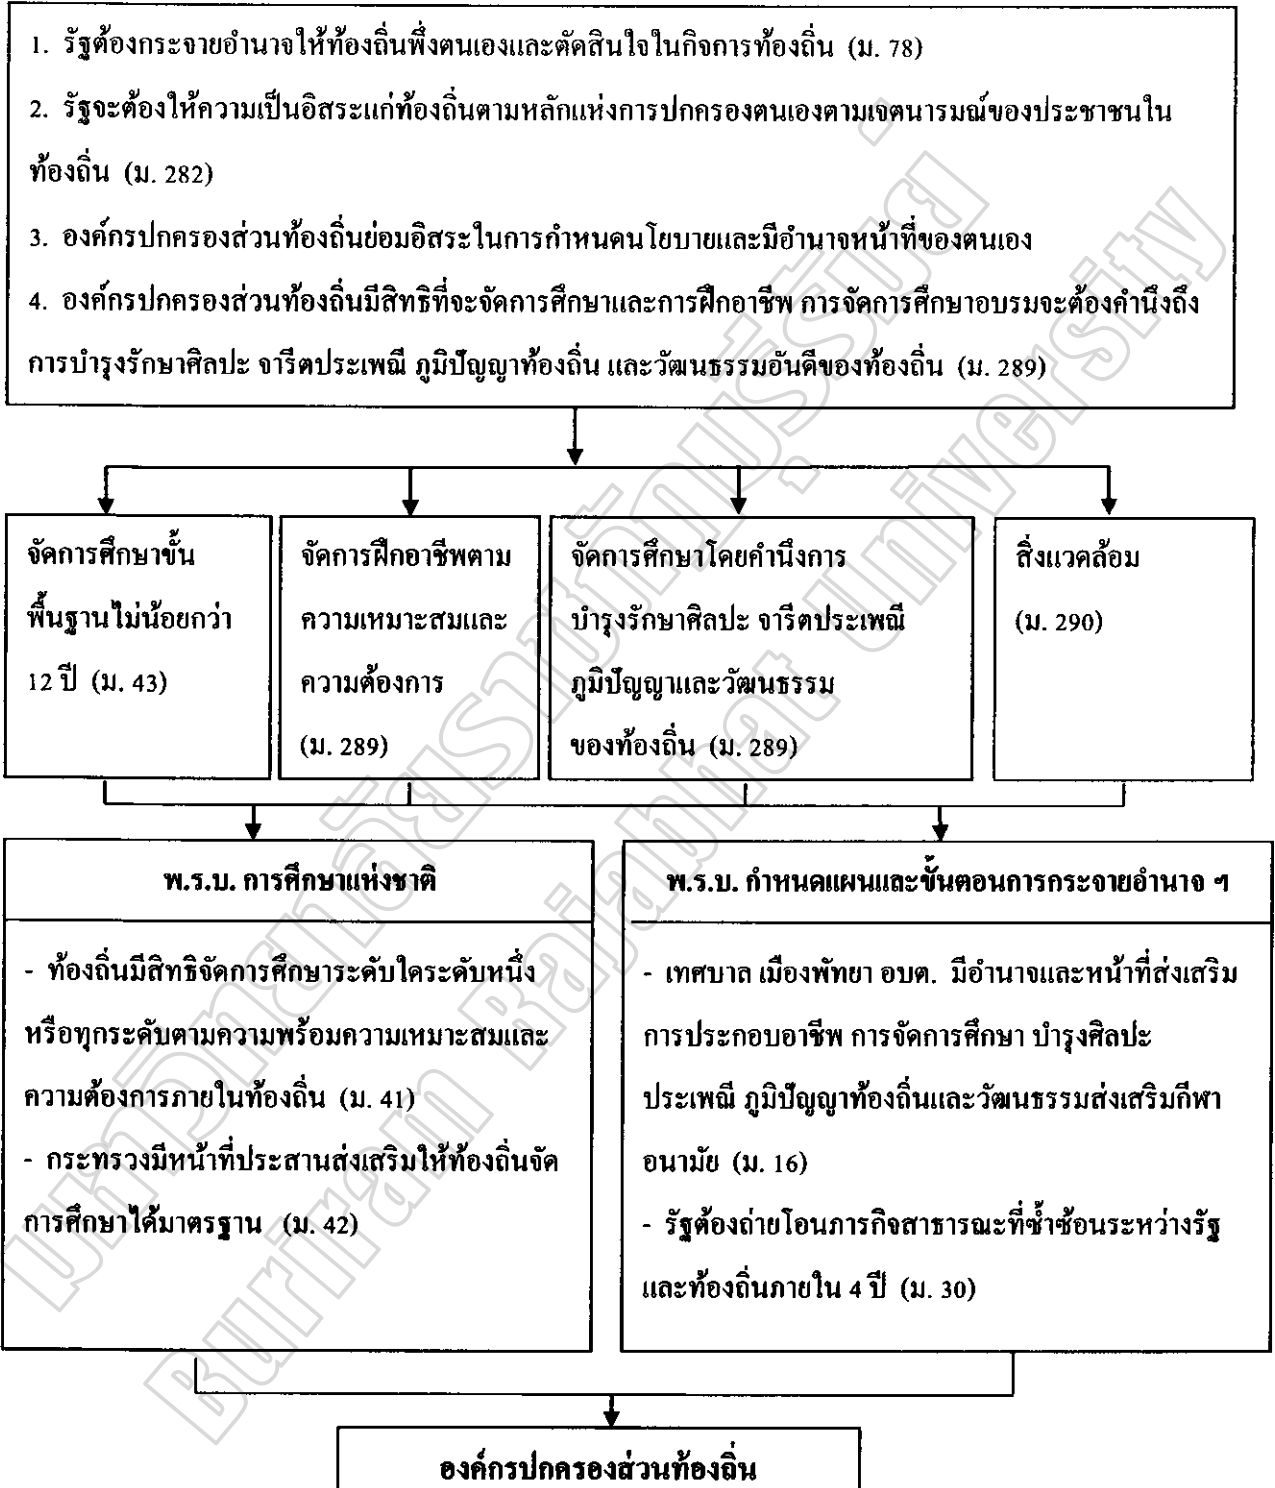 1. รัฐต้องกระจายอำนาจให้ท้องถิ่นพึ่งตนเองและตัดสินใจในกิจการท้องถิ่น (ม. 78)
2. รัฐจะต้องให้ความเป็นอิสระแก่ท้องถิ่นตามหลักแห่งการปกครองตนเองตามเจตนารมณ์ของประชาชนใน
ท้องถิ่น (ม. 282)
3. องค์กรปกครองส่วนท้องถิ่นย่อมอิสระในการกำหนดนโยบายและมีอำนาจหน้าที่ของตนเอง
4. องค์กรปกครองส่วนท้องถิ่นมีสิทธิที่จะจัดการศึกษาและการฝึกอาชีพ การจัดการศึกษาอบรมจะต้องคำนึงถึง
การบำรุงรักษาศิลปะ จารีตประเพณี ภูมิปัญญาท้องถิ่น และวัฒนธรรมอันดีของท้องถิ่น (ม. 289)
จัดการศึกษาขั้น
พื้นฐานไม่น้อยกว่า
12 ปี (ม. 43)
จัดการฝึกอาชีพตาม
ความเหมาะสมและ
ความต้องการ
(ม. 289)
จัดการศึกษาโดยคำนึงการ
บำรุงรักษาศิลปะ จารีตประเพณี
ภูมิปัญญาและวัฒนธรรม
ของท้องถิ่น (ม. 289)
สิ่งแวดล้อม
(ม. 290)
พ.ร.บ. การศึกษาแห่งชาติ
- ท้องถิ่นมีสิทธิจัดการศึกษาระดับใดระดับหนึ่ง
หรือทุกระดับตามความพร้อมความเหมาะสมและ
ความต้องการภายในท้องถิ่น (ม. 41)
- กระทรวงมีหน้าที่ประสานส่งเสริมให้ท้องถิ่นจัด
การศึกษาได้มาตรฐาน (ม. 42)
พ.ร.บ. กำหนดแผนและขั้นตอนการกระจายอำนาจ ฯ
- เทศบาล เมืองพัทยา อบต. มีอำนาจและหน้าที่ส่งเสริม
การประกอบอาชีพ การจัดการศึกษา บำรุงศิลปะ
ประเพณี ภูมิปัญญาท้องถิ่นและวัฒนธรรมส่งเสริมกีฬา
อนามัย (ม. 16)
- รัฐต้องถ่ายโอนภารกิจสาธารณะที่ซ้ำซ้อนระหว่างรัฐ
และท้องถิ่นภายใน 4 ปี (ม. 30)
องค์กรปกครองส่วนท้องถิ่น
มหาวิทยาลัยราชภัฏบุรีรัมย์
Buriram Rajabhat University